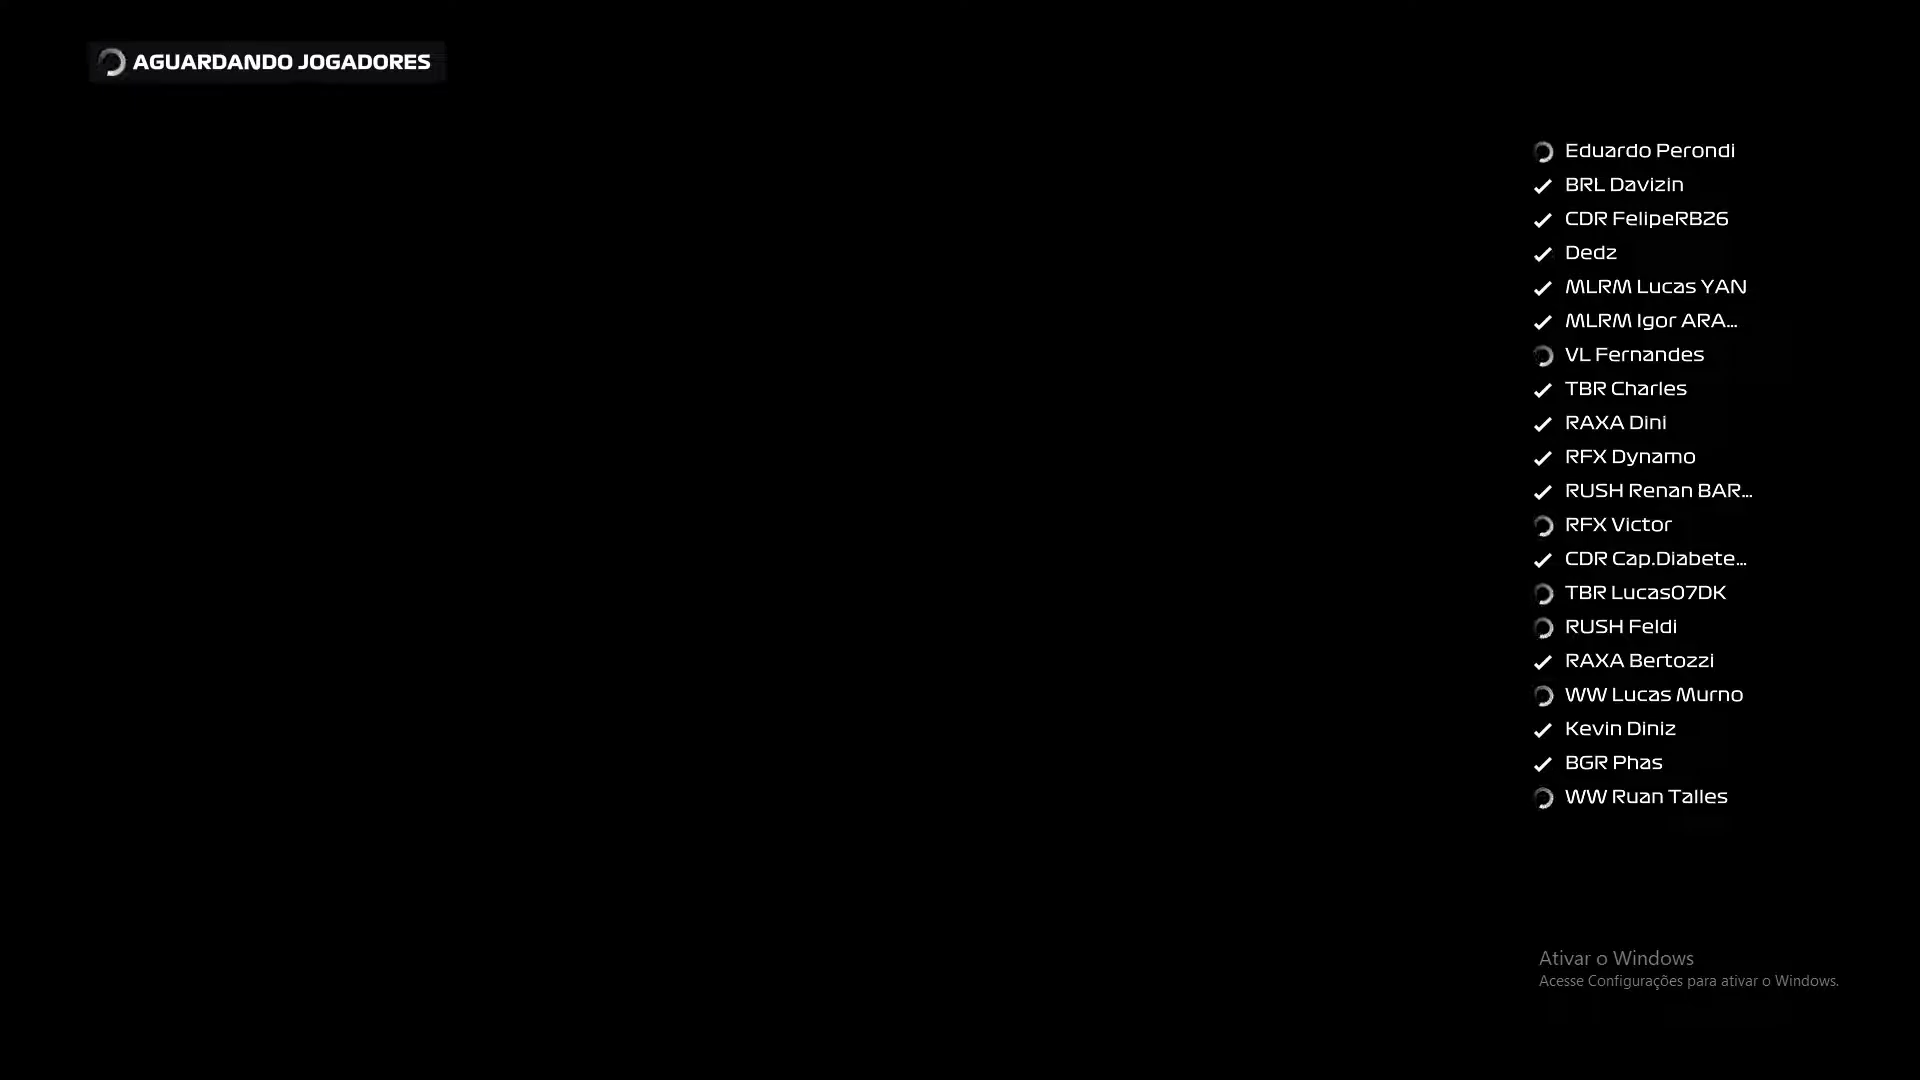 AGUARDANDO JOGADORES
Eduardo Perondi
BRL Davizin
CDR FelipeRB26
Dedz
MLRM Lucas YAN
MLRM Igor ARA...
VL Fernandes
TBR Charles
RAXA Dini
RFX Dynamo
RUSH Renan BAR...
RFX Victor
CDR Cap.Diabete...
TBR Lucas07DK
RUSH Feldi
RAXA Bertozzi
WW Lucas Murno
Kevin Diniz
BGR Phas
WW Ruan Talles
Ativar o Windows
Acesse Configurações para ativar o Windows.